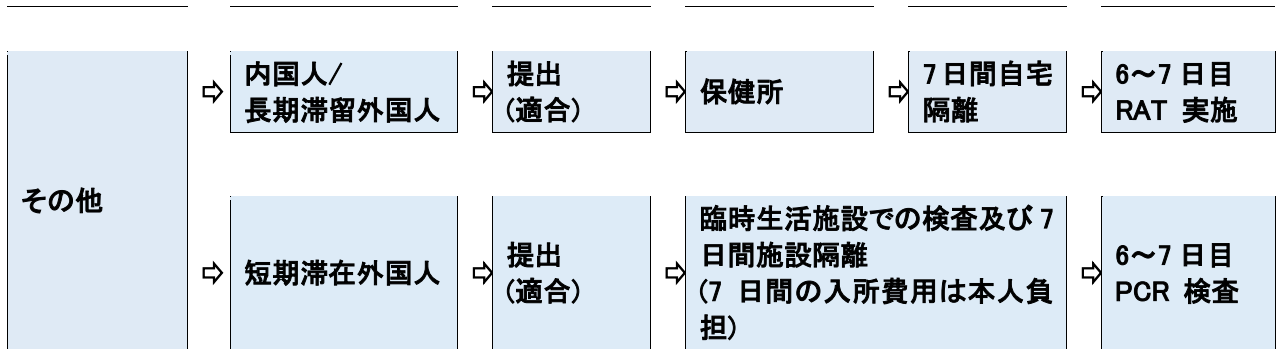 その他
内国人/
長期滞留外国人
提出
(適合)
保健所
7日間自宅
隔離
6～7日目
RAT 実施
短期滞在外国人
提出
(適合)
臨時生活施設での検査及び7
日間施設隔離
(7 日間の入所費用は本人負
担)
6～7日目
PCR 検査